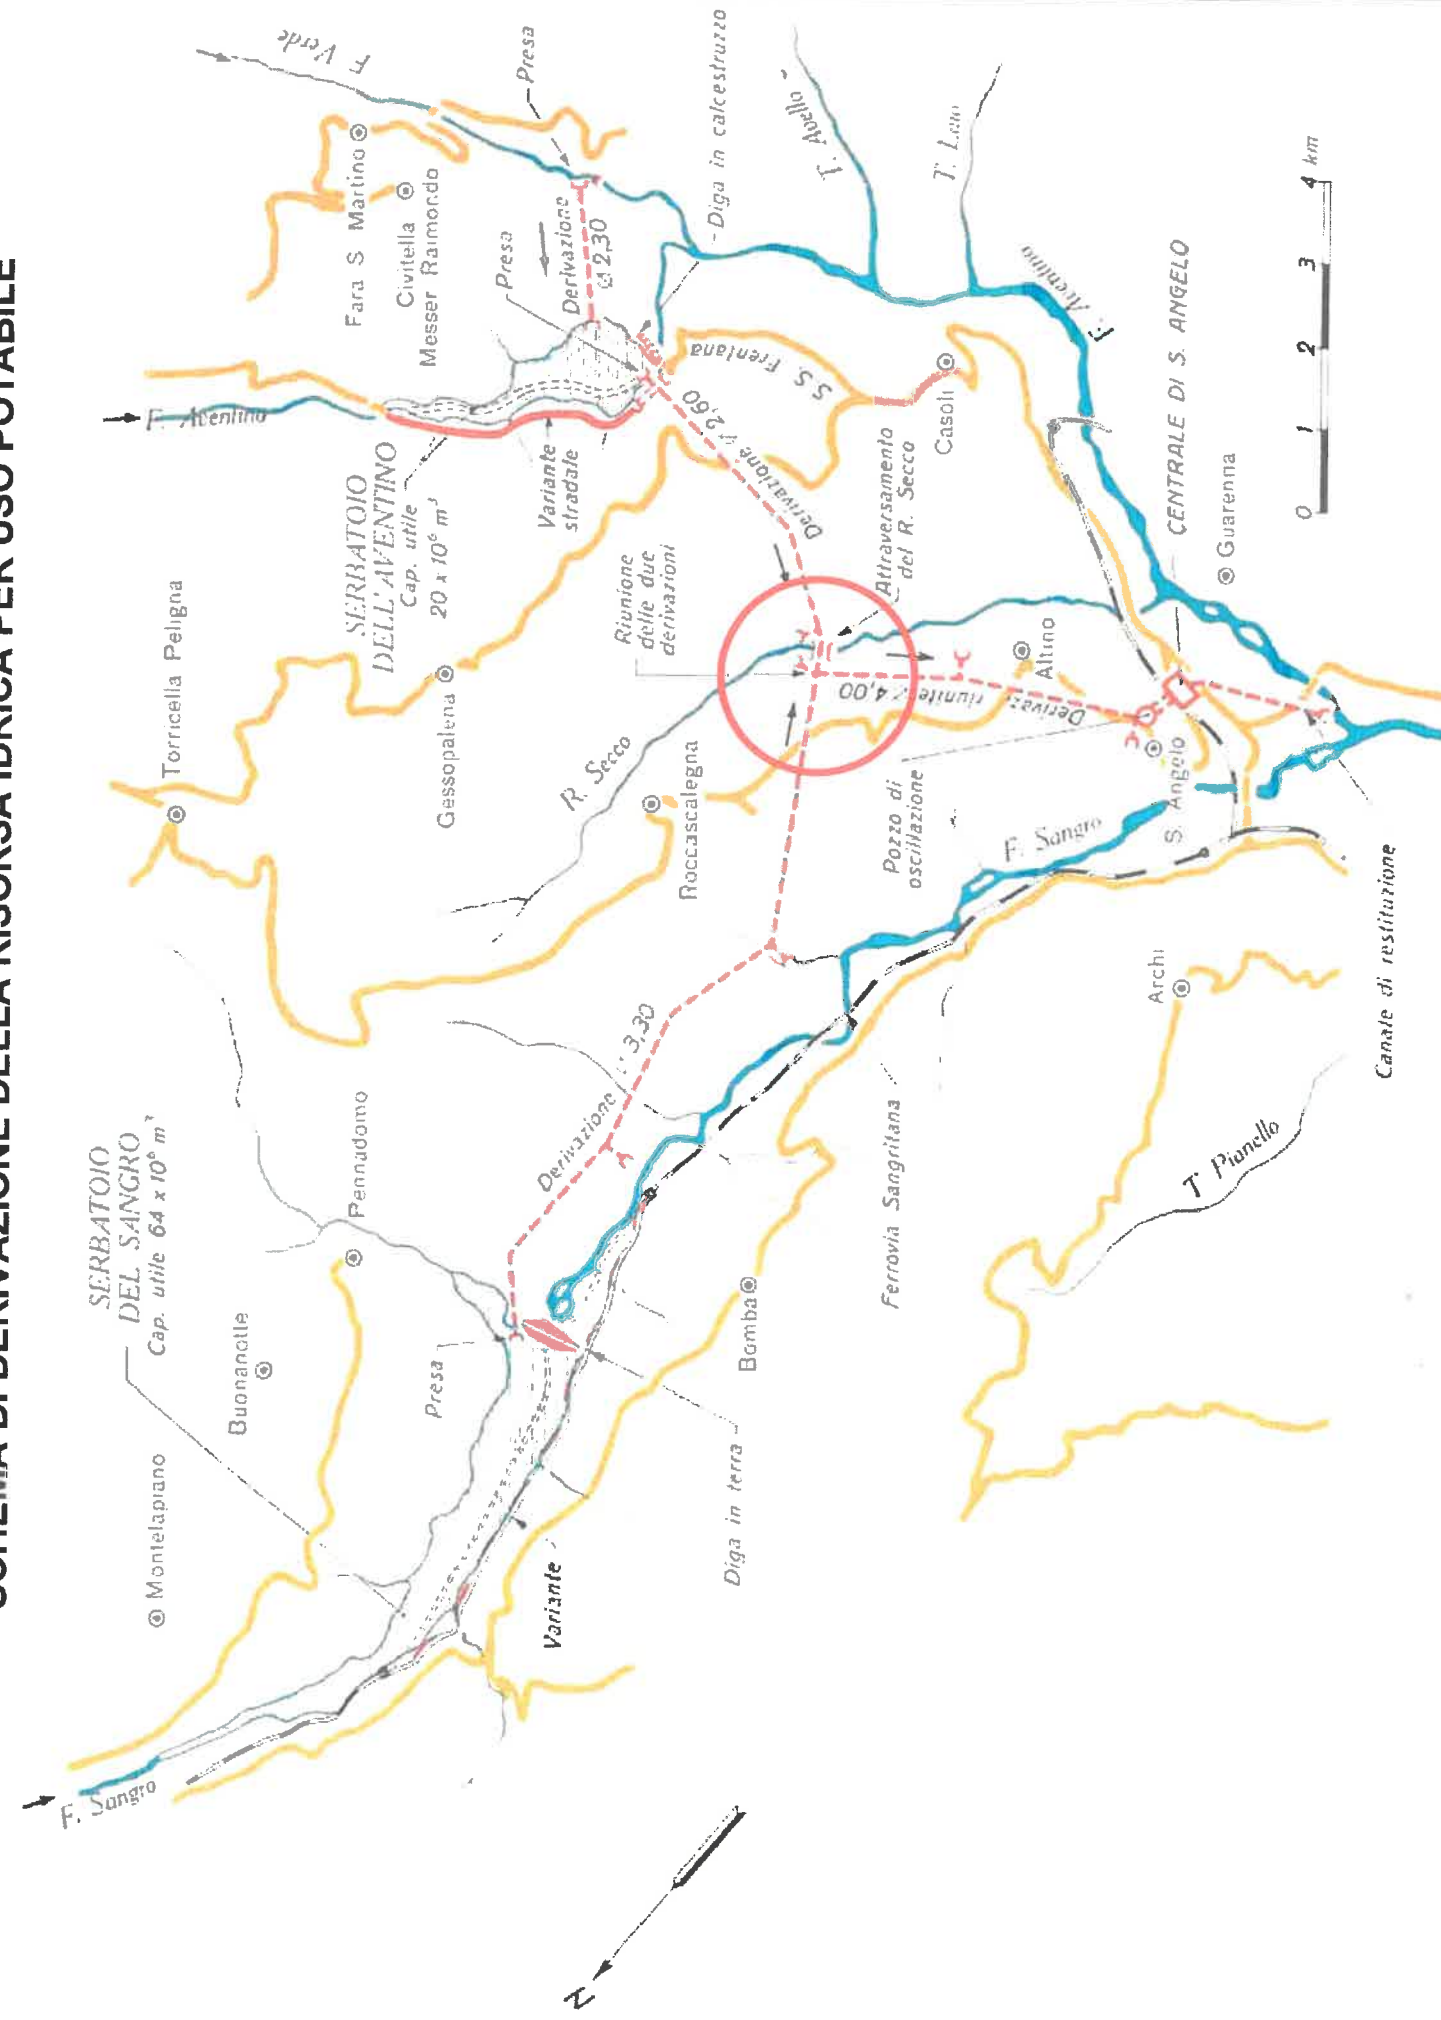 SCHEMA DI DERIVAZIONE DELLA RISORSA IDRICA PER USO POTABILE
F. Verde
Presa
Fara S Martino
Civitella
Messer Raimondo
Derivazione
2,30
Presa
Diga in calcestruzzo
T. Avello
F. Aventino
SERBATOIO
DELL'AVENTINO
Cap. utile
20 x 10⁶ m³
Variante
stradale
S.S. Frentana
Casoli
F. Aventino
Derivazione
2,60
Attraversamento
del R. Secco
Riunione
delle due
derivazioni
CENTRALE DI S. ANGELO
Guarenna
0 1 2 3 4 km
Torricella Peligna
Gessopalena
R. Secco
Roccascalegna
Altino
Derivaz riunite
4,00
Pozzo di
oscillazione
S. Angelo
F. Sangro
Canale di restituzione
Archi
SERBATOIO
DEL SANGRO
Cap. utile 64 x 10⁶ m³
Pennadomo
Derivazione
3,30
Buonanotte
Presa
Montelapiano
Bomba
Ferrovia Sangritana
T. Pianello
Diga in terra
Variante
F. Sangro
N